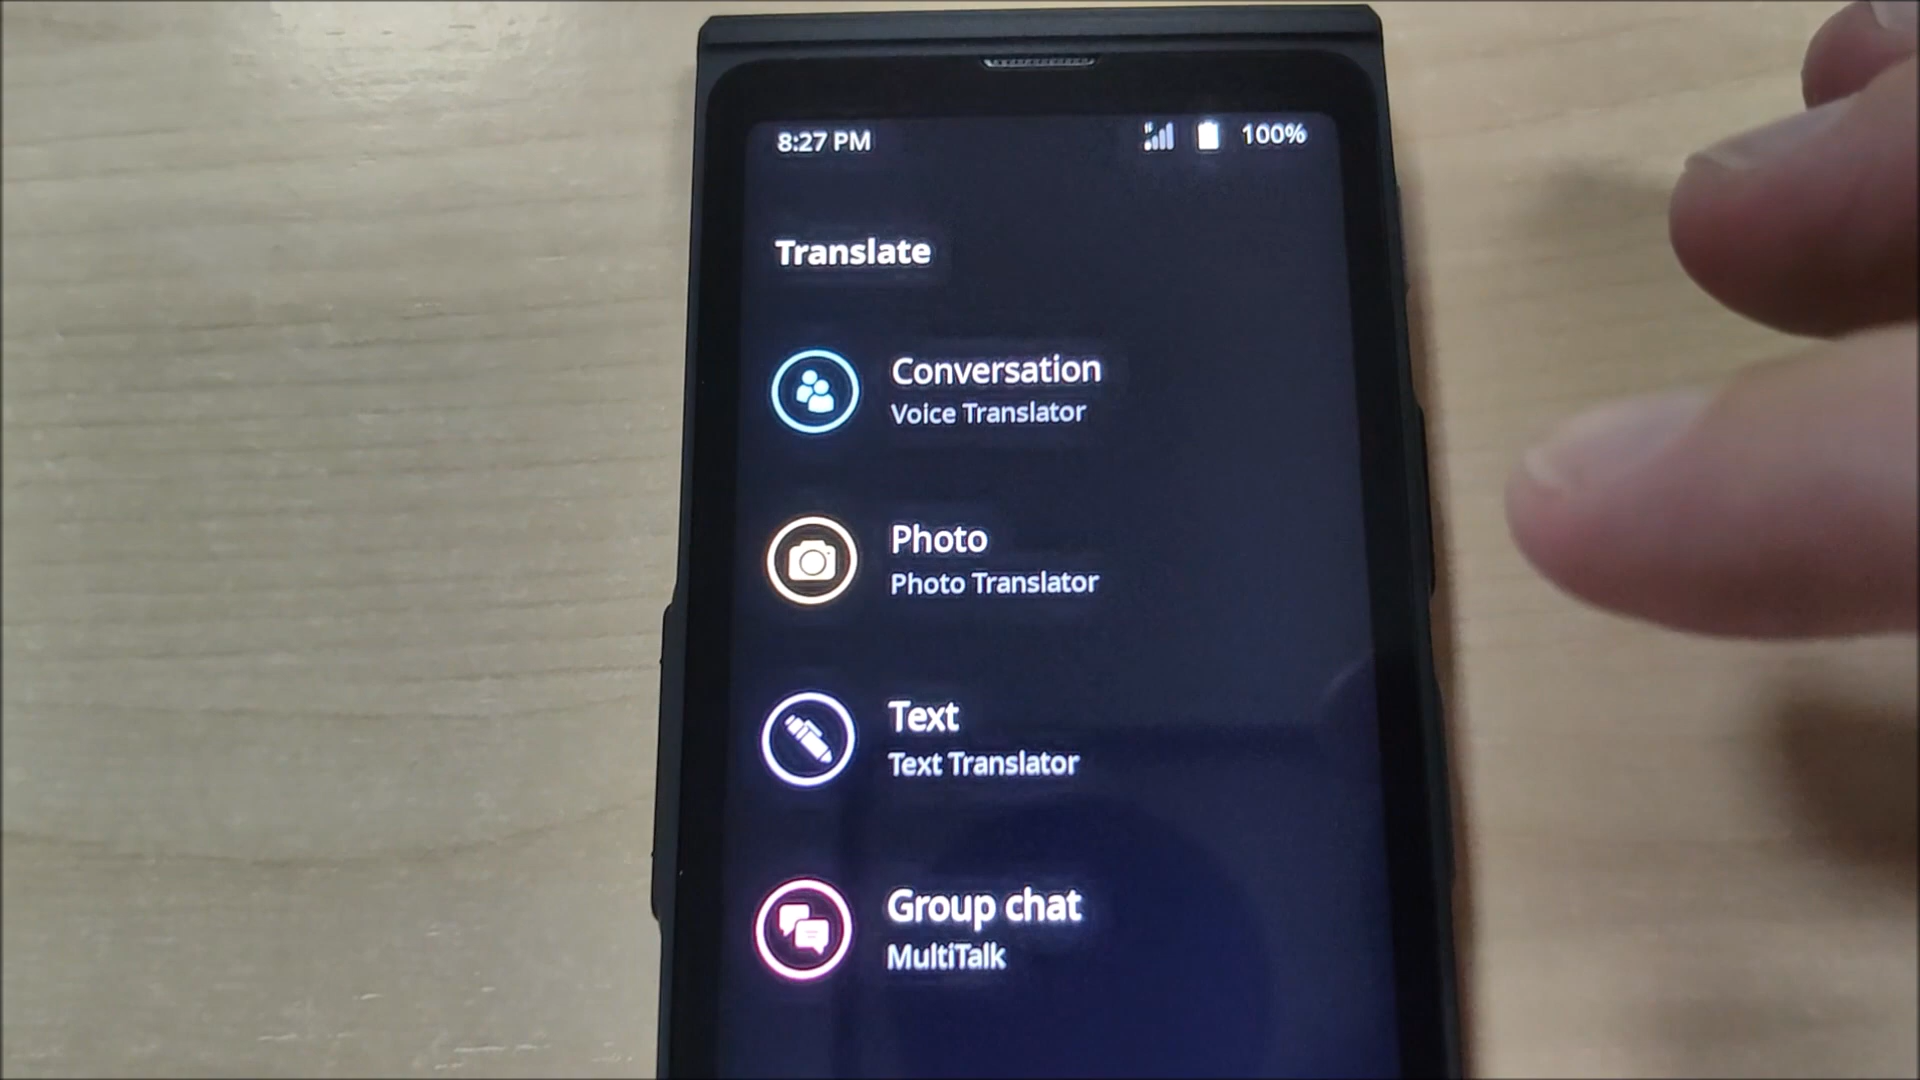 8:27 PM 100%
Translate
Conversation
Voice Translator
Photo
Photo Translator
Text
Text Translator
Group chat
MultiTalk